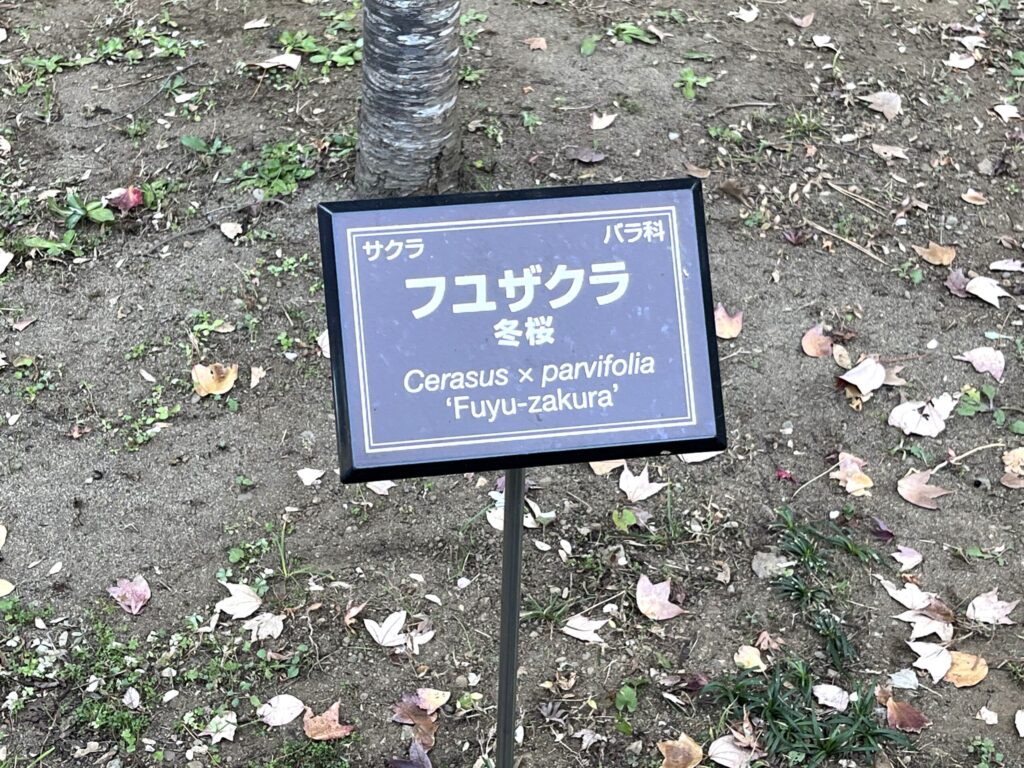 サクラ バラ科
フユザクラ
冬桜
Cerasus × parvifolia
‘Fuyu-zakura’